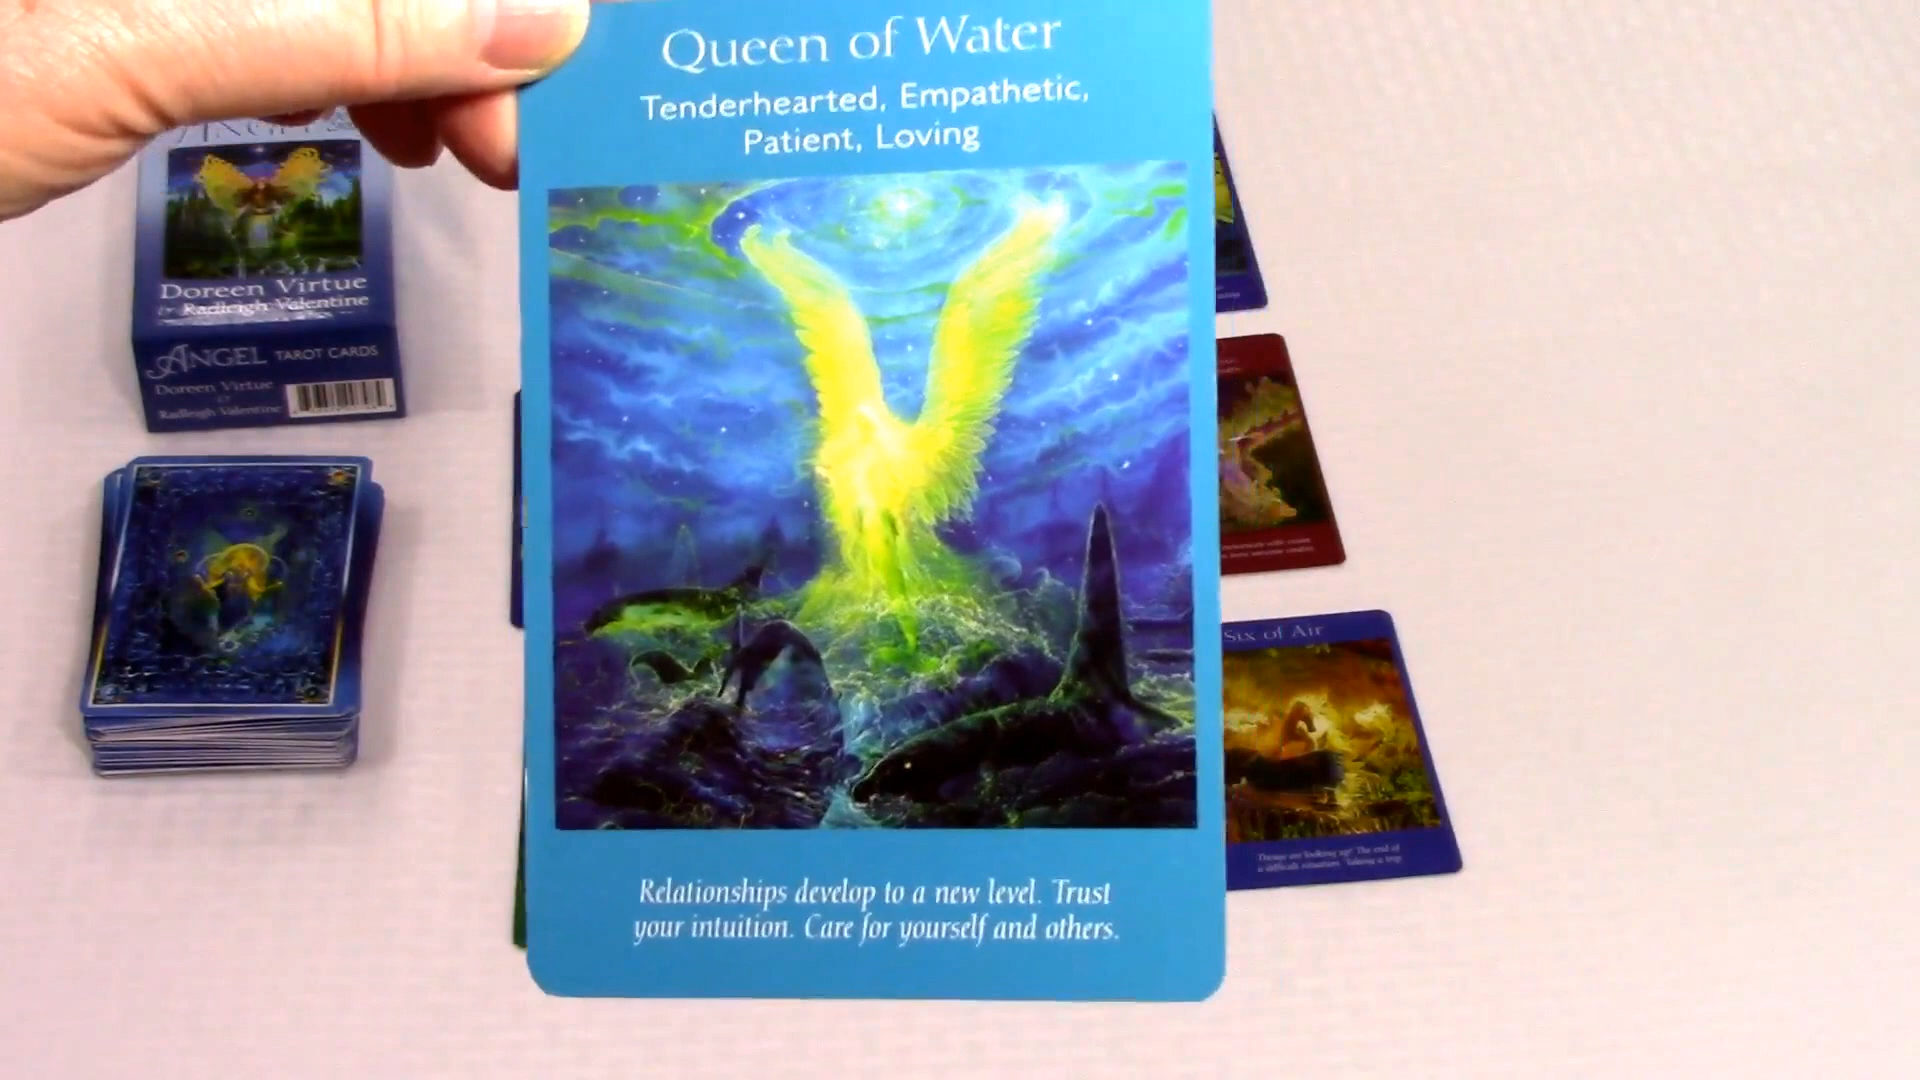 Queen of Water
Tenderhearted, Empathetic,
Patient, Loving
Relationships develop to a new level. Trust
your intuition. Care for yourself and others.
ANGEL
Doreen Virtue
& Radleigh Valentine
ANGEL TAROT CARDS
Doreen Virtue
&
Radleigh Valentine
Six of Air
Things are looking up! The end of
a difficult situation. Taking a trip.